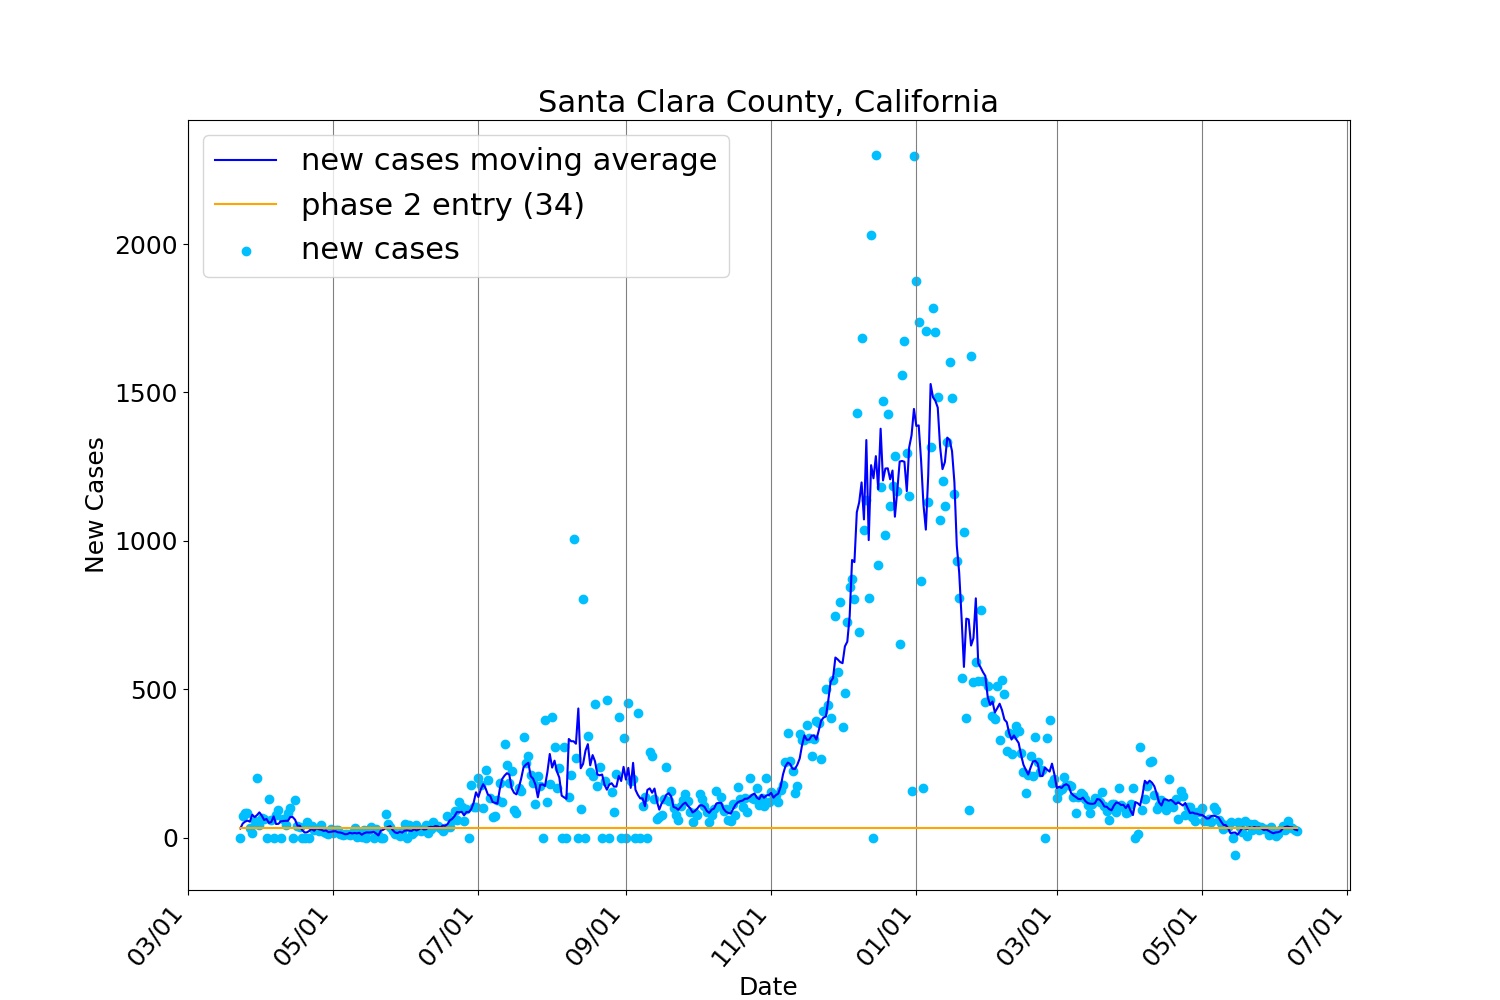 Santa Clara County, California
new cases moving average
phase 2 entry (34)
new cases
2000
1500
1000
500
0
New Cases
03/01
05/01
07/01
09/01
11/01
01/01
03/01
05/01
07/01
Date